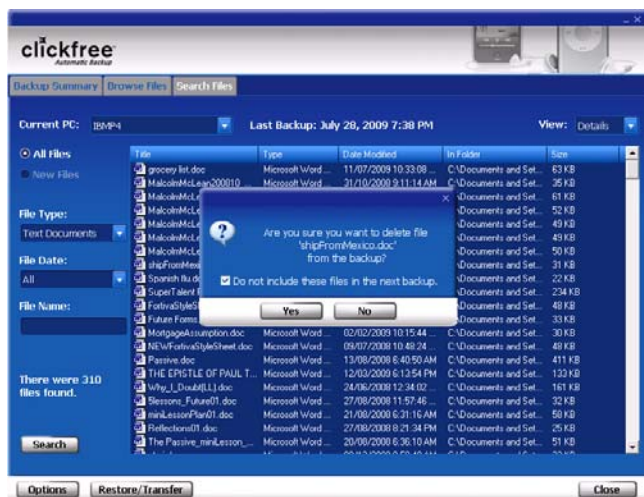 clickfree
Automatic Backup
Backup Summary Browse Files Search Files
Current PC: IBMP4 Last Backup: July 28, 2009 7:38 PM View: Details
All Files
New Files
File Type:
Text Documents
File Date:
All
File Name:
There were 310
files found.
Search
Title Type Date Modified In Folder Size
grocery list.doc Microsoft Word ... 11/07/2009 10:33:08 ... C:\Documents and Set... 63 KB
MalcolmMcLean200810 ... Microsoft Word ... 31/10/2008 9:11:14 AM C:\Documents and Set... 35 KB
MalcolmMcLe \Documents and Set... 61 KB
MalcolmMcLe \Documents and Set... 52 KB
MalcolmMcLe \Documents and Set... 49 KB
MalcolmMcLe \Documents and Set... 49 KB
MalcolmMcLe \Documents and Set... 50 KB
shipFromMexi \Documents and Set... 31 KB
Spanish flu.d \Documents and Set... 22 KB
SuperTalent \Documents and Set... 234 KB
FortivaStyleS \Documents and Set... 48 KB
Future Forms \Documents and Set... 33 KB
MortgageAssumption.doc Microsoft Word ... 02/02/2009 10:15:44 ... C:\Documents and Set... 30 KB
NEWFortivaStyleSheet.doc Microsoft Word ... 09/07/2008 10:48:24 ... C:\Documents and Set... 48 KB
Passive.doc Microsoft Word ... 13/08/2008 6:40:50 AM C:\Documents and Set... 411 KB
THE EPISTLE OF PAUL T... Microsoft Word ... 12/03/2009 6:13:54 PM C:\Documents and Set... 133 KB
Why_I_Doubt(LL).doc Microsoft Word ... 24/06/2008 12:34:02 ... C:\Documents and Set... 161 KB
5lessons_Future01.doc Microsoft Word ... 27/08/2008 11:57:46 ... C:\Documents and Set... 32 KB
miniLessonPlan01.doc Microsoft Word ... 21/08/2008 6:31:16 AM C:\Documents and Set... 58 KB
Reflections01.doc Microsoft Word ... 27/08/2008 8:21:34 PM C:\Documents and Set... 25 KB
The Passive_miniLesson_... Microsoft Word ... 20/08/2008 6:36:10 AM C:\Documents and Set... 51 KB
Are you sure you want to delete file
'shipFromMexico.doc'
from the backup?
Do not include these files in the next backup.
Yes No
Options Restore/Transfer Close